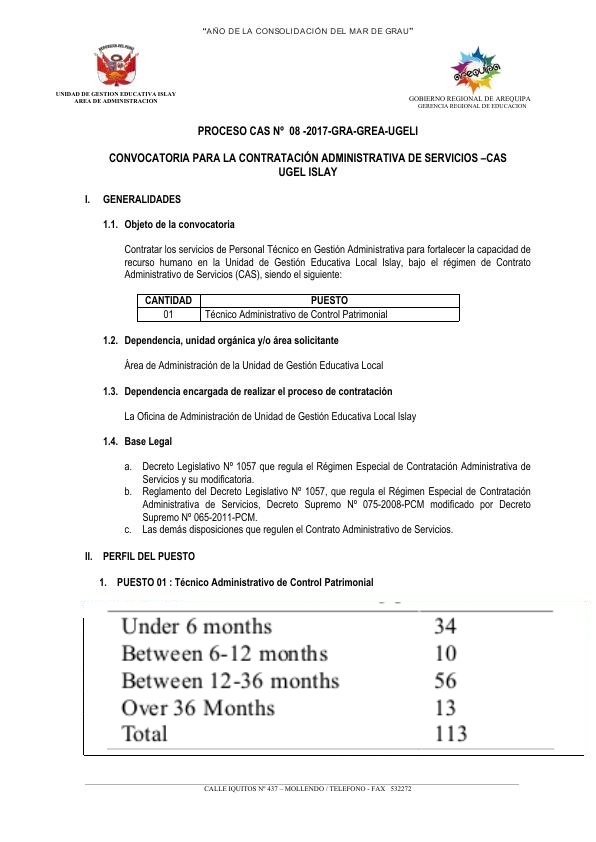 “AÑO DE LA CONSOLIDACIÓN DEL MAR DE GRAU”
UNIDAD DE GESTION EDUCATIVA ISLAY
AREA DE ADMINISTRACION
arequipa
GOBIERNO REGIONAL DE AREQUIPA
GERENCIA REGIONAL DE EDUCACION
PROCESO CAS Nº 08 -2017-GRA-GREA-UGELI
CONVOCATORIA PARA LA CONTRATACIÓN ADMINISTRATIVA DE SERVICIOS –CAS
UGEL ISLAY
I. GENERALIDADES
1.1. Objeto de la convocatoria
Contratar los servicios de Personal Técnico en Gestión Administrativa para fortalecer la capacidad de
recurso humano en la Unidad de Gestión Educativa Local Islay, bajo el régimen de Contrato
Administrativo de Servicios (CAS), siendo el siguiente:
CANTIDAD PUESTO
01 Técnico Administrativo de Control Patrimonial
1.2. Dependencia, unidad orgánica y/o área solicitante
Área de Administración de la Unidad de Gestión Educativa Local
1.3. Dependencia encargada de realizar el proceso de contratación
La Oficina de Administración de Unidad de Gestión Educativa Local Islay
1.4. Base Legal
a. Decreto Legislativo Nº 1057 que regula el Régimen Especial de Contratación Administrativa de
Servicios y su modificatoria.
b. Reglamento del Decreto Legislativo Nº 1057, que regula el Régimen Especial de Contratación
Administrativa de Servicios, Decreto Supremo Nº 075-2008-PCM modificado por Decreto
Supremo Nº 065-2011-PCM.
c. Las demás disposiciones que regulen el Contrato Administrativo de Servicios.
II. PERFIL DEL PUESTO
1. PUESTO 01 : Técnico Administrativo de Control Patrimonial
Under 6 months 34
Between 6-12 months 10
Between 12-36 months 56
Over 36 Months 13
Total 113
CALLE IQUITOS Nº 437 – MOLLENDO / TELEFONO - FAX 532272